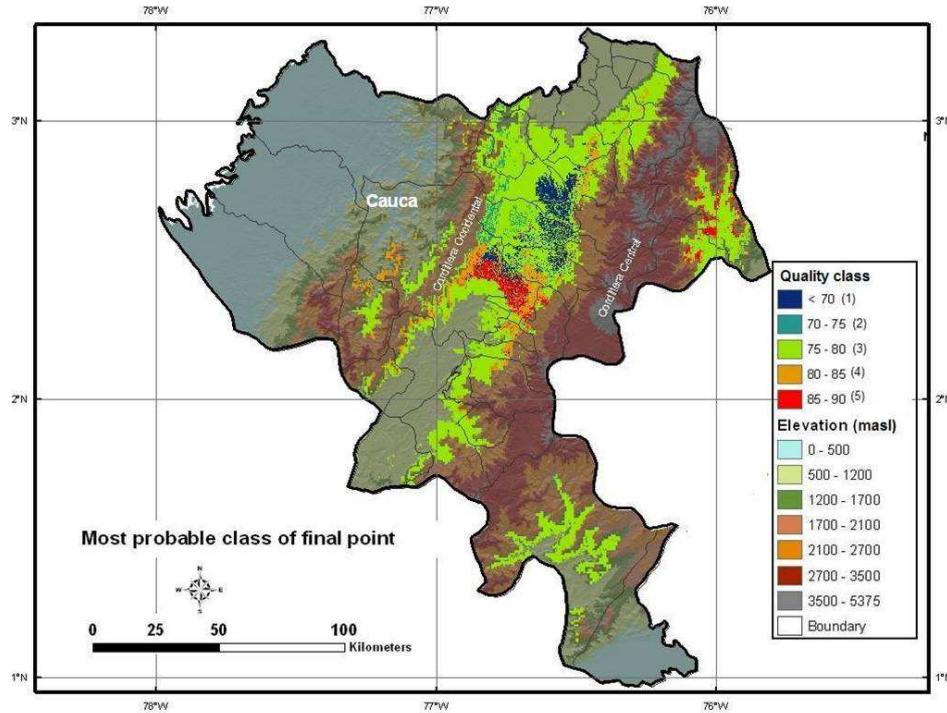 78°W 77°W 76°W
3°N 3°N
N
Cauca
Cordillera Occidental
Cordillera Central
Quality class
< 70 (1)
70 - 75 (2)
75 - 80 (3)
80 - 85 (4)
85 - 90 (5)
2°N 2°N
Elevation (masl)
0 - 500
500 - 1200
1200 - 1700
1700 - 2100
2100 - 2700
2700 - 3500
3500 - 5375
Boundary
Most probable class of final point
N
W E
S
0 25 50 100
Kilometers
1°N 1°N
78°W 77°W 76°W